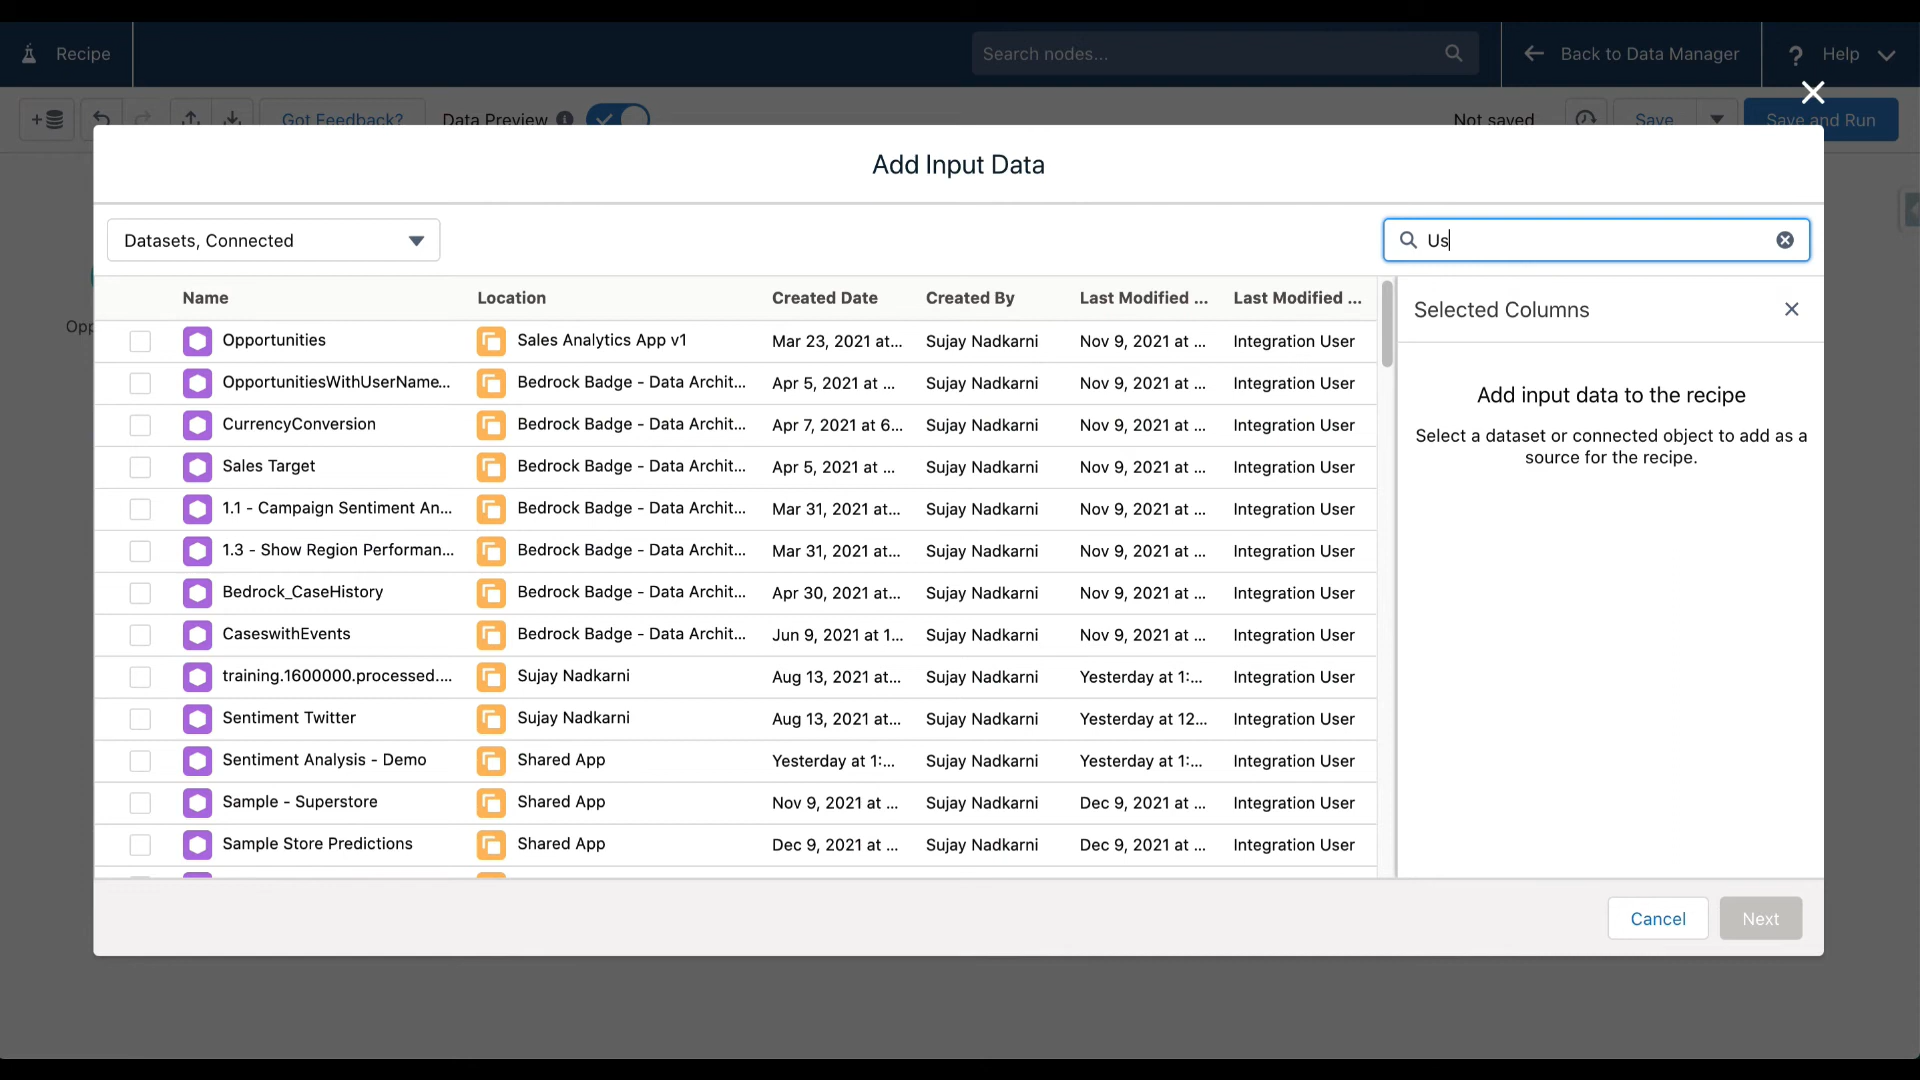 Recipe
Search nodes...
Back to Data Manager
? Help
Got Feedback?
Data Preview
Not saved
Save
Save and Run
Opp
Add Input Data
Datasets, Connected
Us
Name Location Created Date Created By Last Modified ... Last Modified ...
Opportunities Sales Analytics App v1 Mar 23, 2021 at... Sujay Nadkarni Nov 9, 2021 at ... Integration User
OpportunitiesWithUserName... Bedrock Badge - Data Archit... Apr 5, 2021 at ... Sujay Nadkarni Nov 9, 2021 at ... Integration User
CurrencyConversion Bedrock Badge - Data Archit... Apr 7, 2021 at 6... Sujay Nadkarni Nov 9, 2021 at ... Integration User
Sales Target Bedrock Badge - Data Archit... Apr 5, 2021 at ... Sujay Nadkarni Nov 9, 2021 at ... Integration User
1.1 - Campaign Sentiment An... Bedrock Badge - Data Archit... Mar 31, 2021 at... Sujay Nadkarni Nov 9, 2021 at ... Integration User
1.3 - Show Region Performan... Bedrock Badge - Data Archit... Mar 31, 2021 at... Sujay Nadkarni Nov 9, 2021 at ... Integration User
Bedrock_CaseHistory Bedrock Badge - Data Archit... Apr 30, 2021 at... Sujay Nadkarni Nov 9, 2021 at ... Integration User
CaseswithEvents Bedrock Badge - Data Archit... Jun 9, 2021 at 1... Sujay Nadkarni Nov 9, 2021 at ... Integration User
training.1600000.processed.... Sujay Nadkarni Aug 13, 2021 at... Sujay Nadkarni Yesterday at 1:... Integration User
Sentiment Twitter Sujay Nadkarni Aug 13, 2021 at... Sujay Nadkarni Yesterday at 12... Integration User
Sentiment Analysis - Demo Shared App Yesterday at 1:... Sujay Nadkarni Yesterday at 1:... Integration User
Sample - Superstore Shared App Nov 9, 2021 at ... Sujay Nadkarni Dec 9, 2021 at ... Integration User
Sample Store Predictions Shared App Dec 9, 2021 at ... Sujay Nadkarni Dec 9, 2021 at ... Integration User
Selected Columns
Add input data to the recipe
Select a dataset or connected object to add as a
source for the recipe.
Cancel
Next